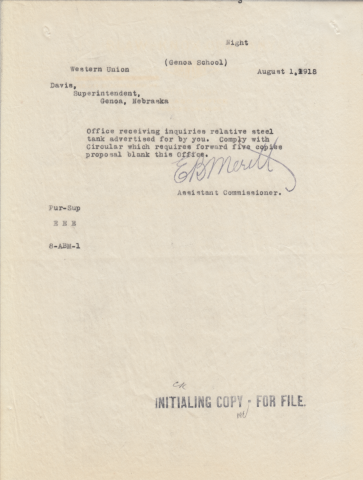 Night
(Genoa School)
Western Union August 1, 1918
Davis,
Superintendent,
Genoa, Nebraska
Office receiving inquiries relative steel
tank advertised for by you. Comply with
Circular which requires forward five copies
proposal blank this Office.
E B Meritt
Assistant Commissioner.
Pur-Sup
8-ABH-1
INITIALING COPY - FOR FILE.